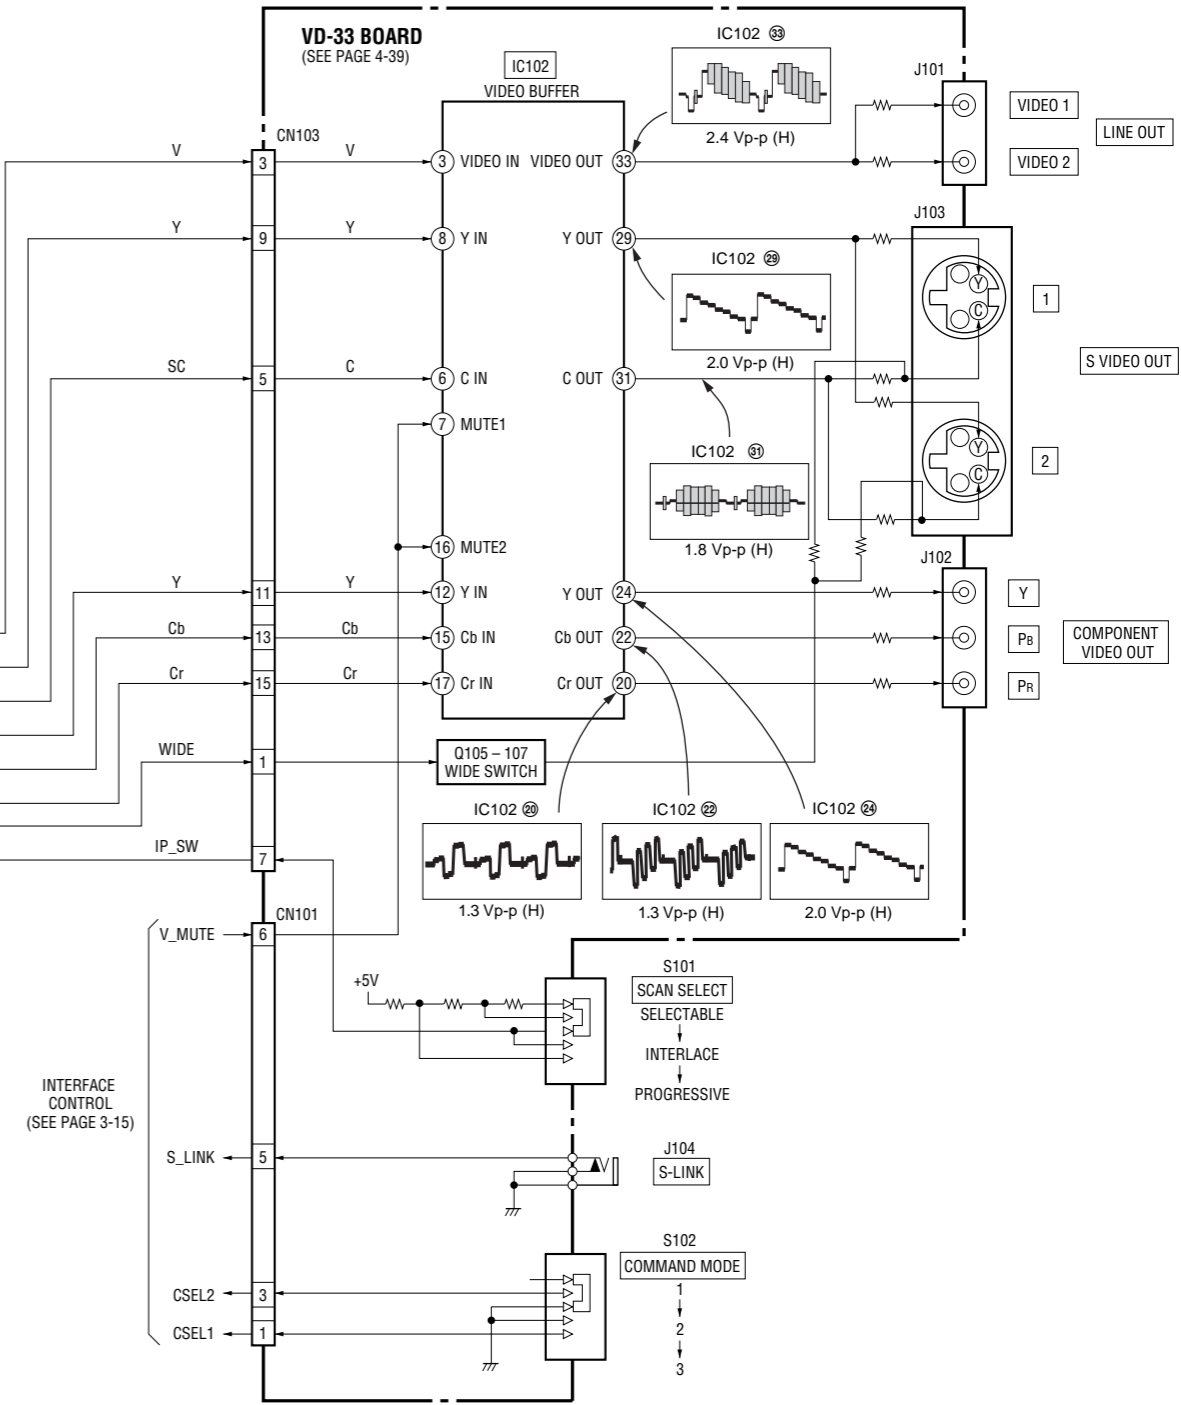 VD-33 BOARD
(SEE PAGE 4-39)
IC102
VIDEO BUFFER
IC102 ㉝
2.4 Vp-p (H)
J101
VIDEO 1
VIDEO 2
LINE OUT
CN103
V
3
V
3 VIDEO IN
VIDEO OUT 33
Y
9
Y
8 Y IN
Y OUT 29
IC102 ㉙
2.0 Vp-p (H)
J103
Y
C
1
S VIDEO OUT
SC
5
C
6 C IN
C OUT 31
7 MUTE1
IC102 ㉛
1.8 Vp-p (H)
Y
C
2
16 MUTE2
J102
Y
11
Y
12 Y IN
Y OUT 24
Y
Cb
13
Cb
15 Cb IN
Cb OUT 22
PB
COMPONENT
VIDEO OUT
Cr
15
Cr
17 Cr IN
Cr OUT 20
PR
WIDE
1
Q105 – 107
WIDE SWITCH
IC102 ⑳
1.3 Vp-p (H)
IC102 ㉒
1.3 Vp-p (H)
IC102 ㉔
2.0 Vp-p (H)
IP_SW
7
CN101
V_MUTE
6
+5V
S101
SCAN SELECT
SELECTABLE
INTERLACE
PROGRESSIVE
INTERFACE
CONTROL
(SEE PAGE 3-15)
S_LINK
5
J104
S-LINK
S102
COMMAND MODE
1
2
3
CSEL2
3
CSEL1
1